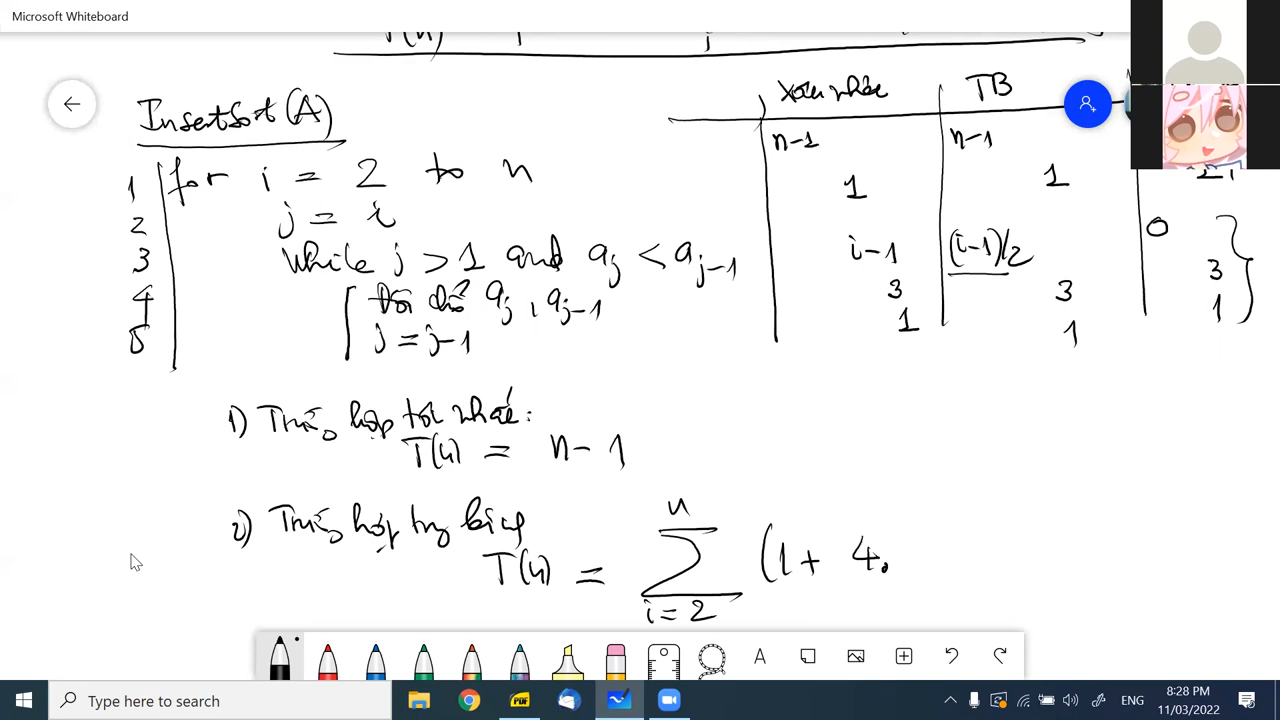 Microsoft Whiteboard
T(n)
Xấu nhất TB
InsertSort(A)
n-1 n-1
1 for i = 2 to n 1 1
2 j = i
3 while j > 1 and aj < aj-1 i-1 (i-1)/2 0
4 đổi chỗ aj, aj-1 3 3 3
5 j = j-1 1 1 1
1) Trường hợp tốt nhất:
T(n) = n-1
2) Trường hợp trung bình
n
T(n) = ∑ (1+ 4.
i=2
A
Type here to search
PDF
ENG
8:28 PM
11/03/2022